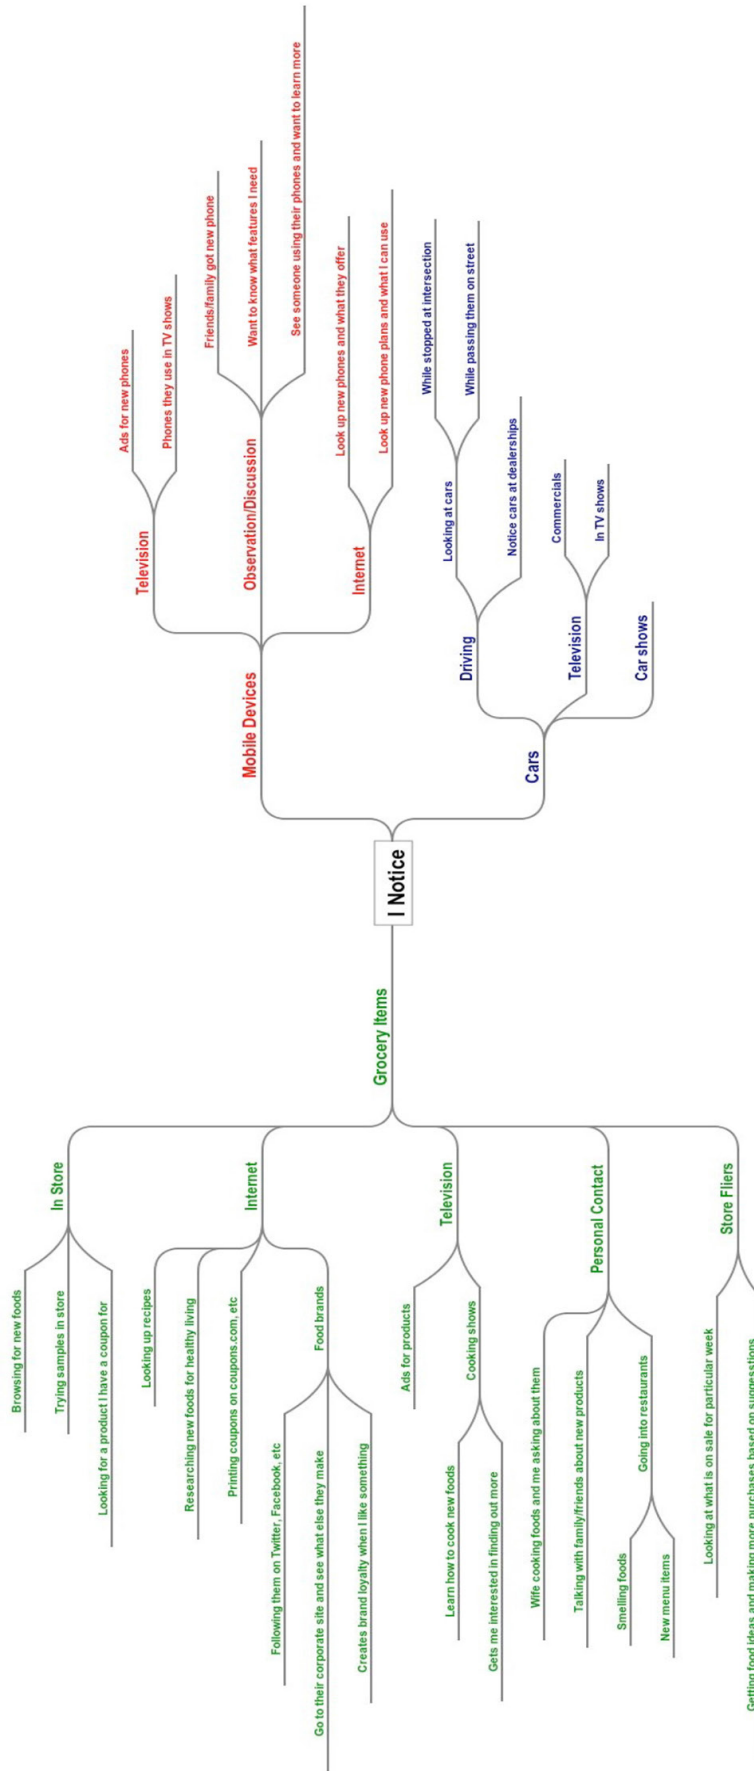 I Notice
Mobile Devices
Television
Ads for new phones
Phones they use in TV shows
Observation/Discussion
Friends/family got new phone
Want to know what features I need
See someone using their phones and want to learn more
Internet
Look up new phones and what they offer
Look up new phone plans and what I can use
Cars
Driving
Looking at cars
While stopped at intersection
While passing them on street
Notice cars at dealerships
Television
Commercials
In TV shows
Car shows
Grocery Items
In Store
Browsing for new foods
Trying samples in store
Looking for a product I have a coupon for
Internet
Looking up recipes
Researching new foods for healthy living
Printing coupons on coupons.com, etc
Food brands
Following them on Twitter, Facebook, etc
Go to their corporate site and see what else they make
Creates brand loyalty when I like something
Television
Ads for products
Cooking shows
Learn how to cook new foods
Gets me interested in finding out more
Personal Contact
Wife cooking foods and me asking about them
Talking with family/friends about new products
Going into restaurants
Smelling foods
New menu items
Store Fliers
Looking at what is on sale for particular week
Getting food ideas and making more purchases based on suggestions